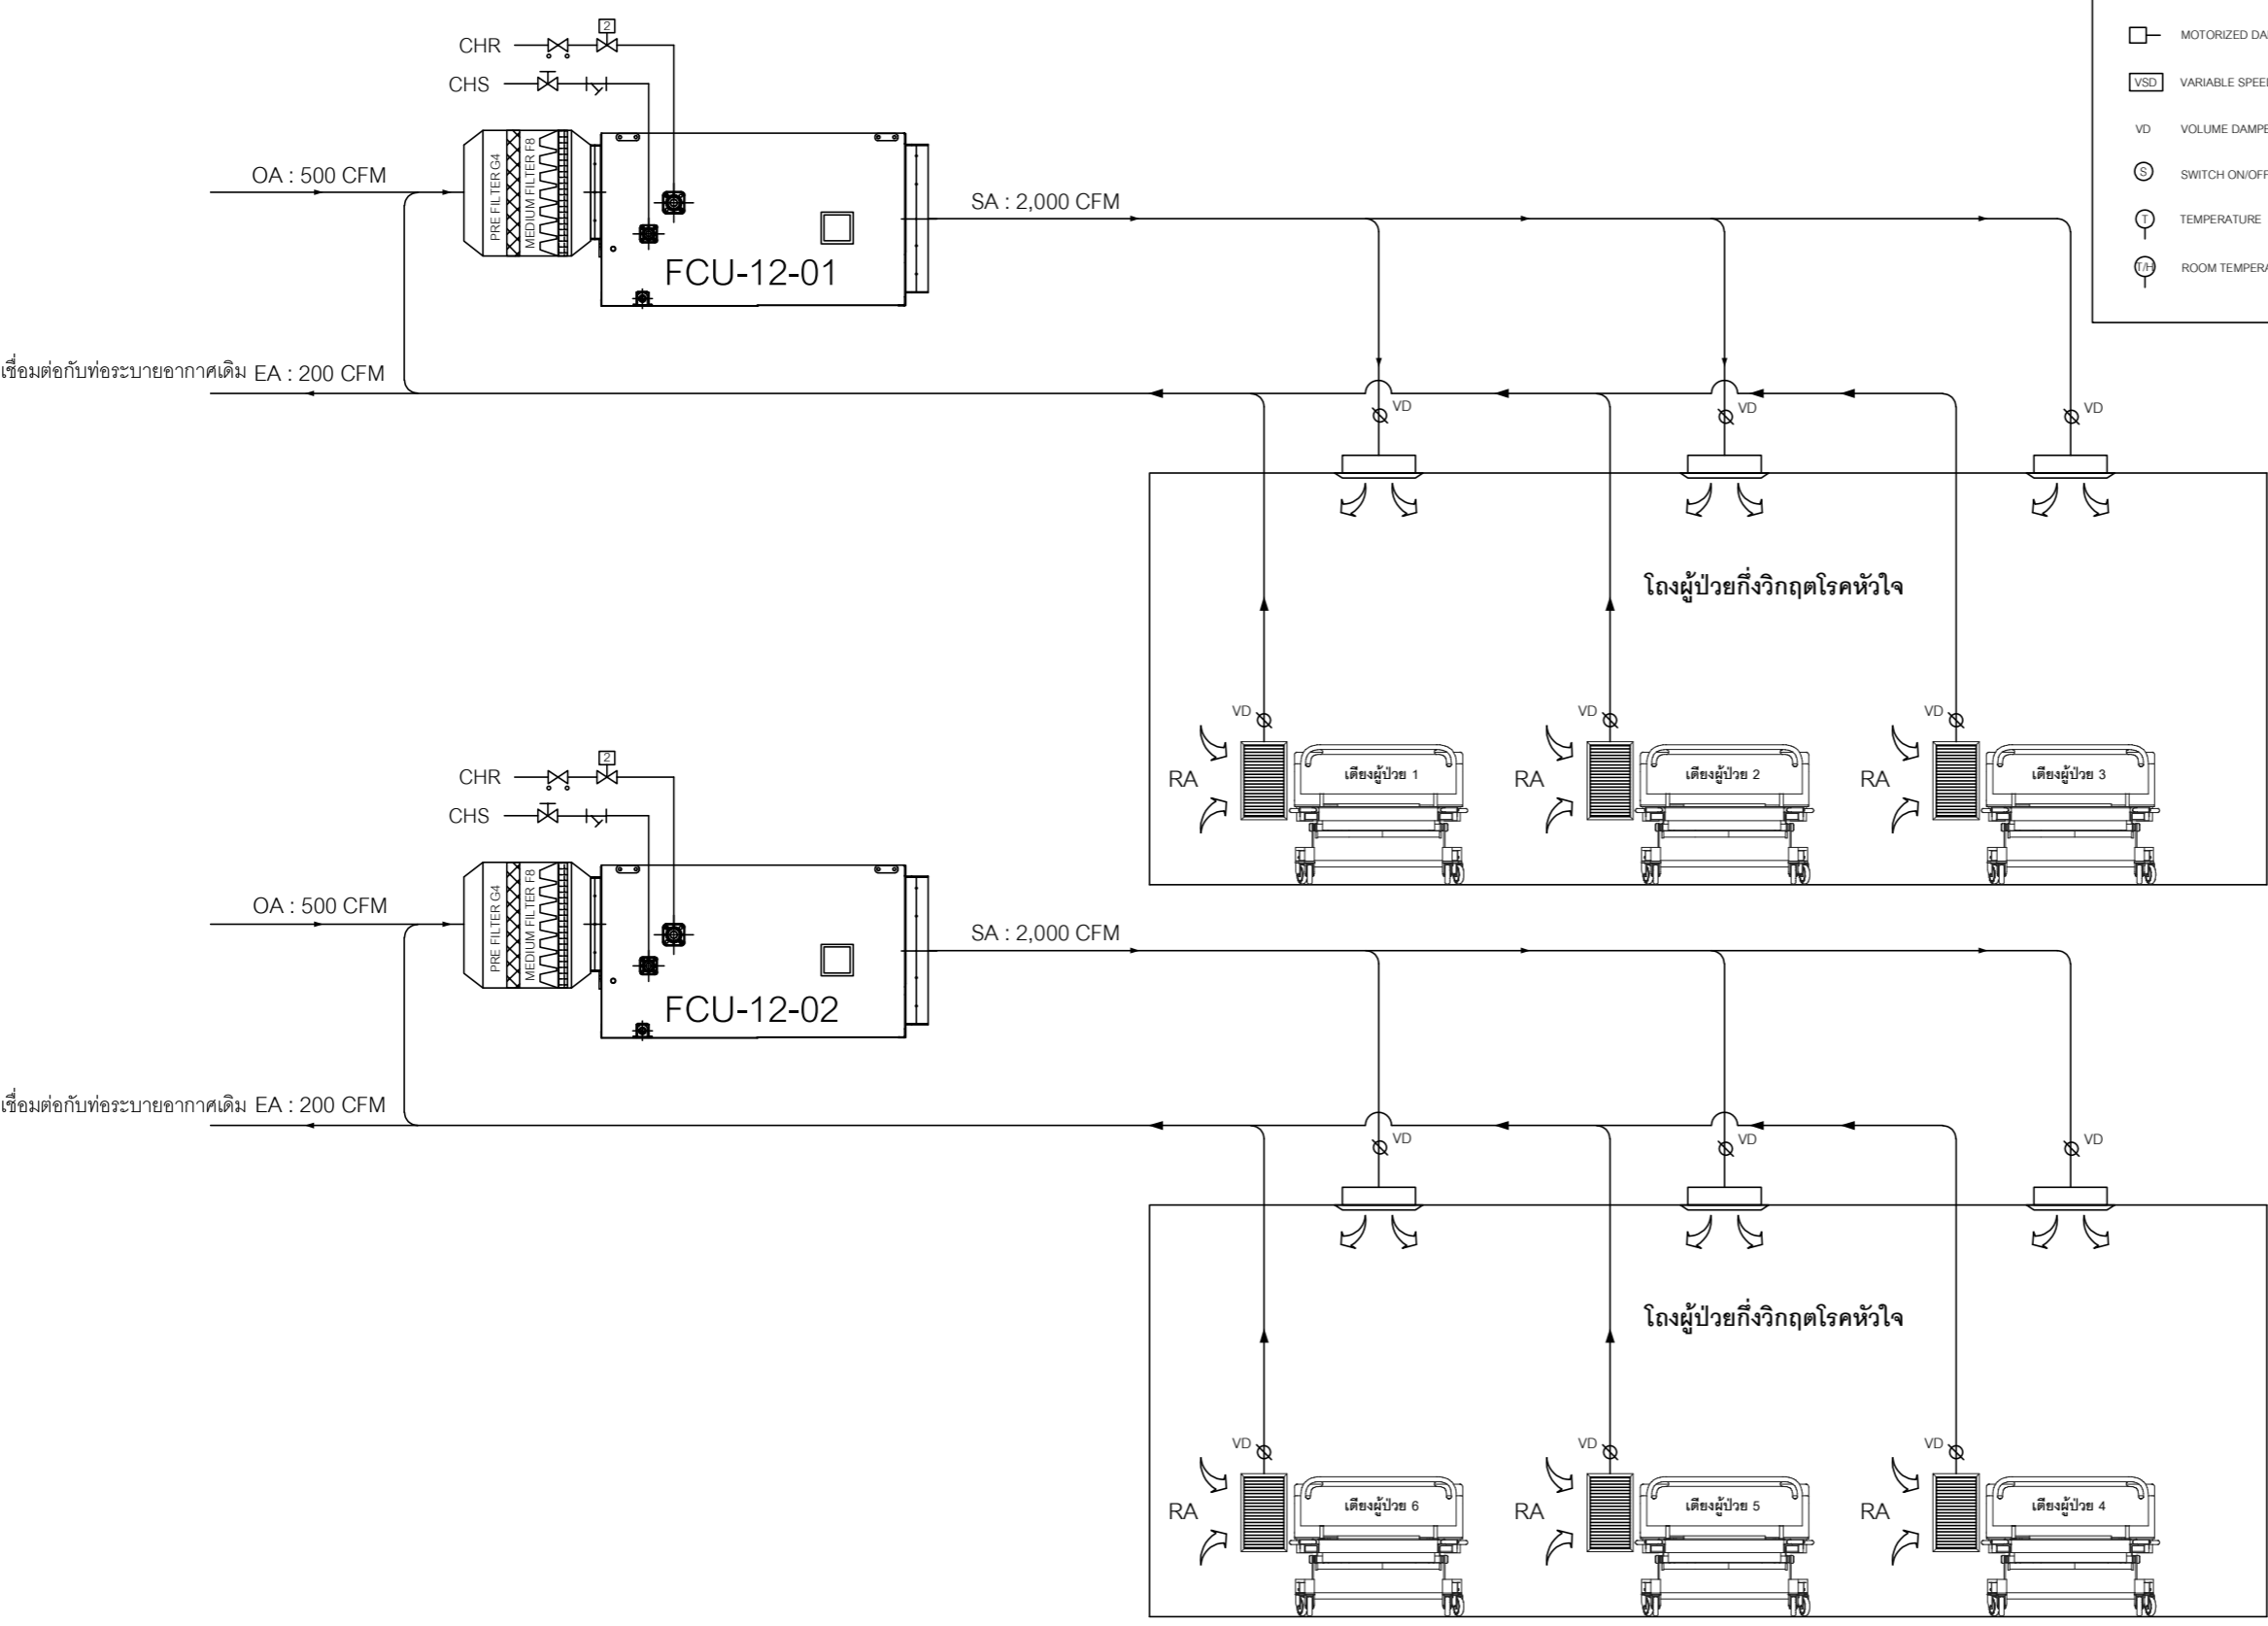 MOTORIZED
VSD VARIABLE
VD VOLUME
S SWITCH
T TEMPERATURE
T/H ROOM
2
CHR
CHS
PRE FILTER G4
MEDIUM FILTER F8
OA : 500 CFM
SA : 2,000 CFM
FCU-12-01
เชื่อมต่อกับท่อระบายอากาศเดิม EA : 200 CFM
VD VD VD
โถงผู้ป่วยกึ่งวิกฤตโรคหัวใจ
VD VD VD
RA เตียงผู้ป่วย 1 RA เตียงผู้ป่วย 2 RA เตียงผู้ป่วย 3
2
CHR
CHS
PRE FILTER G4
MEDIUM FILTER F8
OA : 500 CFM
SA : 2,000 CFM
FCU-12-02
เชื่อมต่อกับท่อระบายอากาศเดิม EA : 200 CFM
VD VD VD
โถงผู้ป่วยกึ่งวิกฤตโรคหัวใจ
VD VD VD
RA เตียงผู้ป่วย 6 RA เตียงผู้ป่วย 5 RA เตียงผู้ป่วย 4